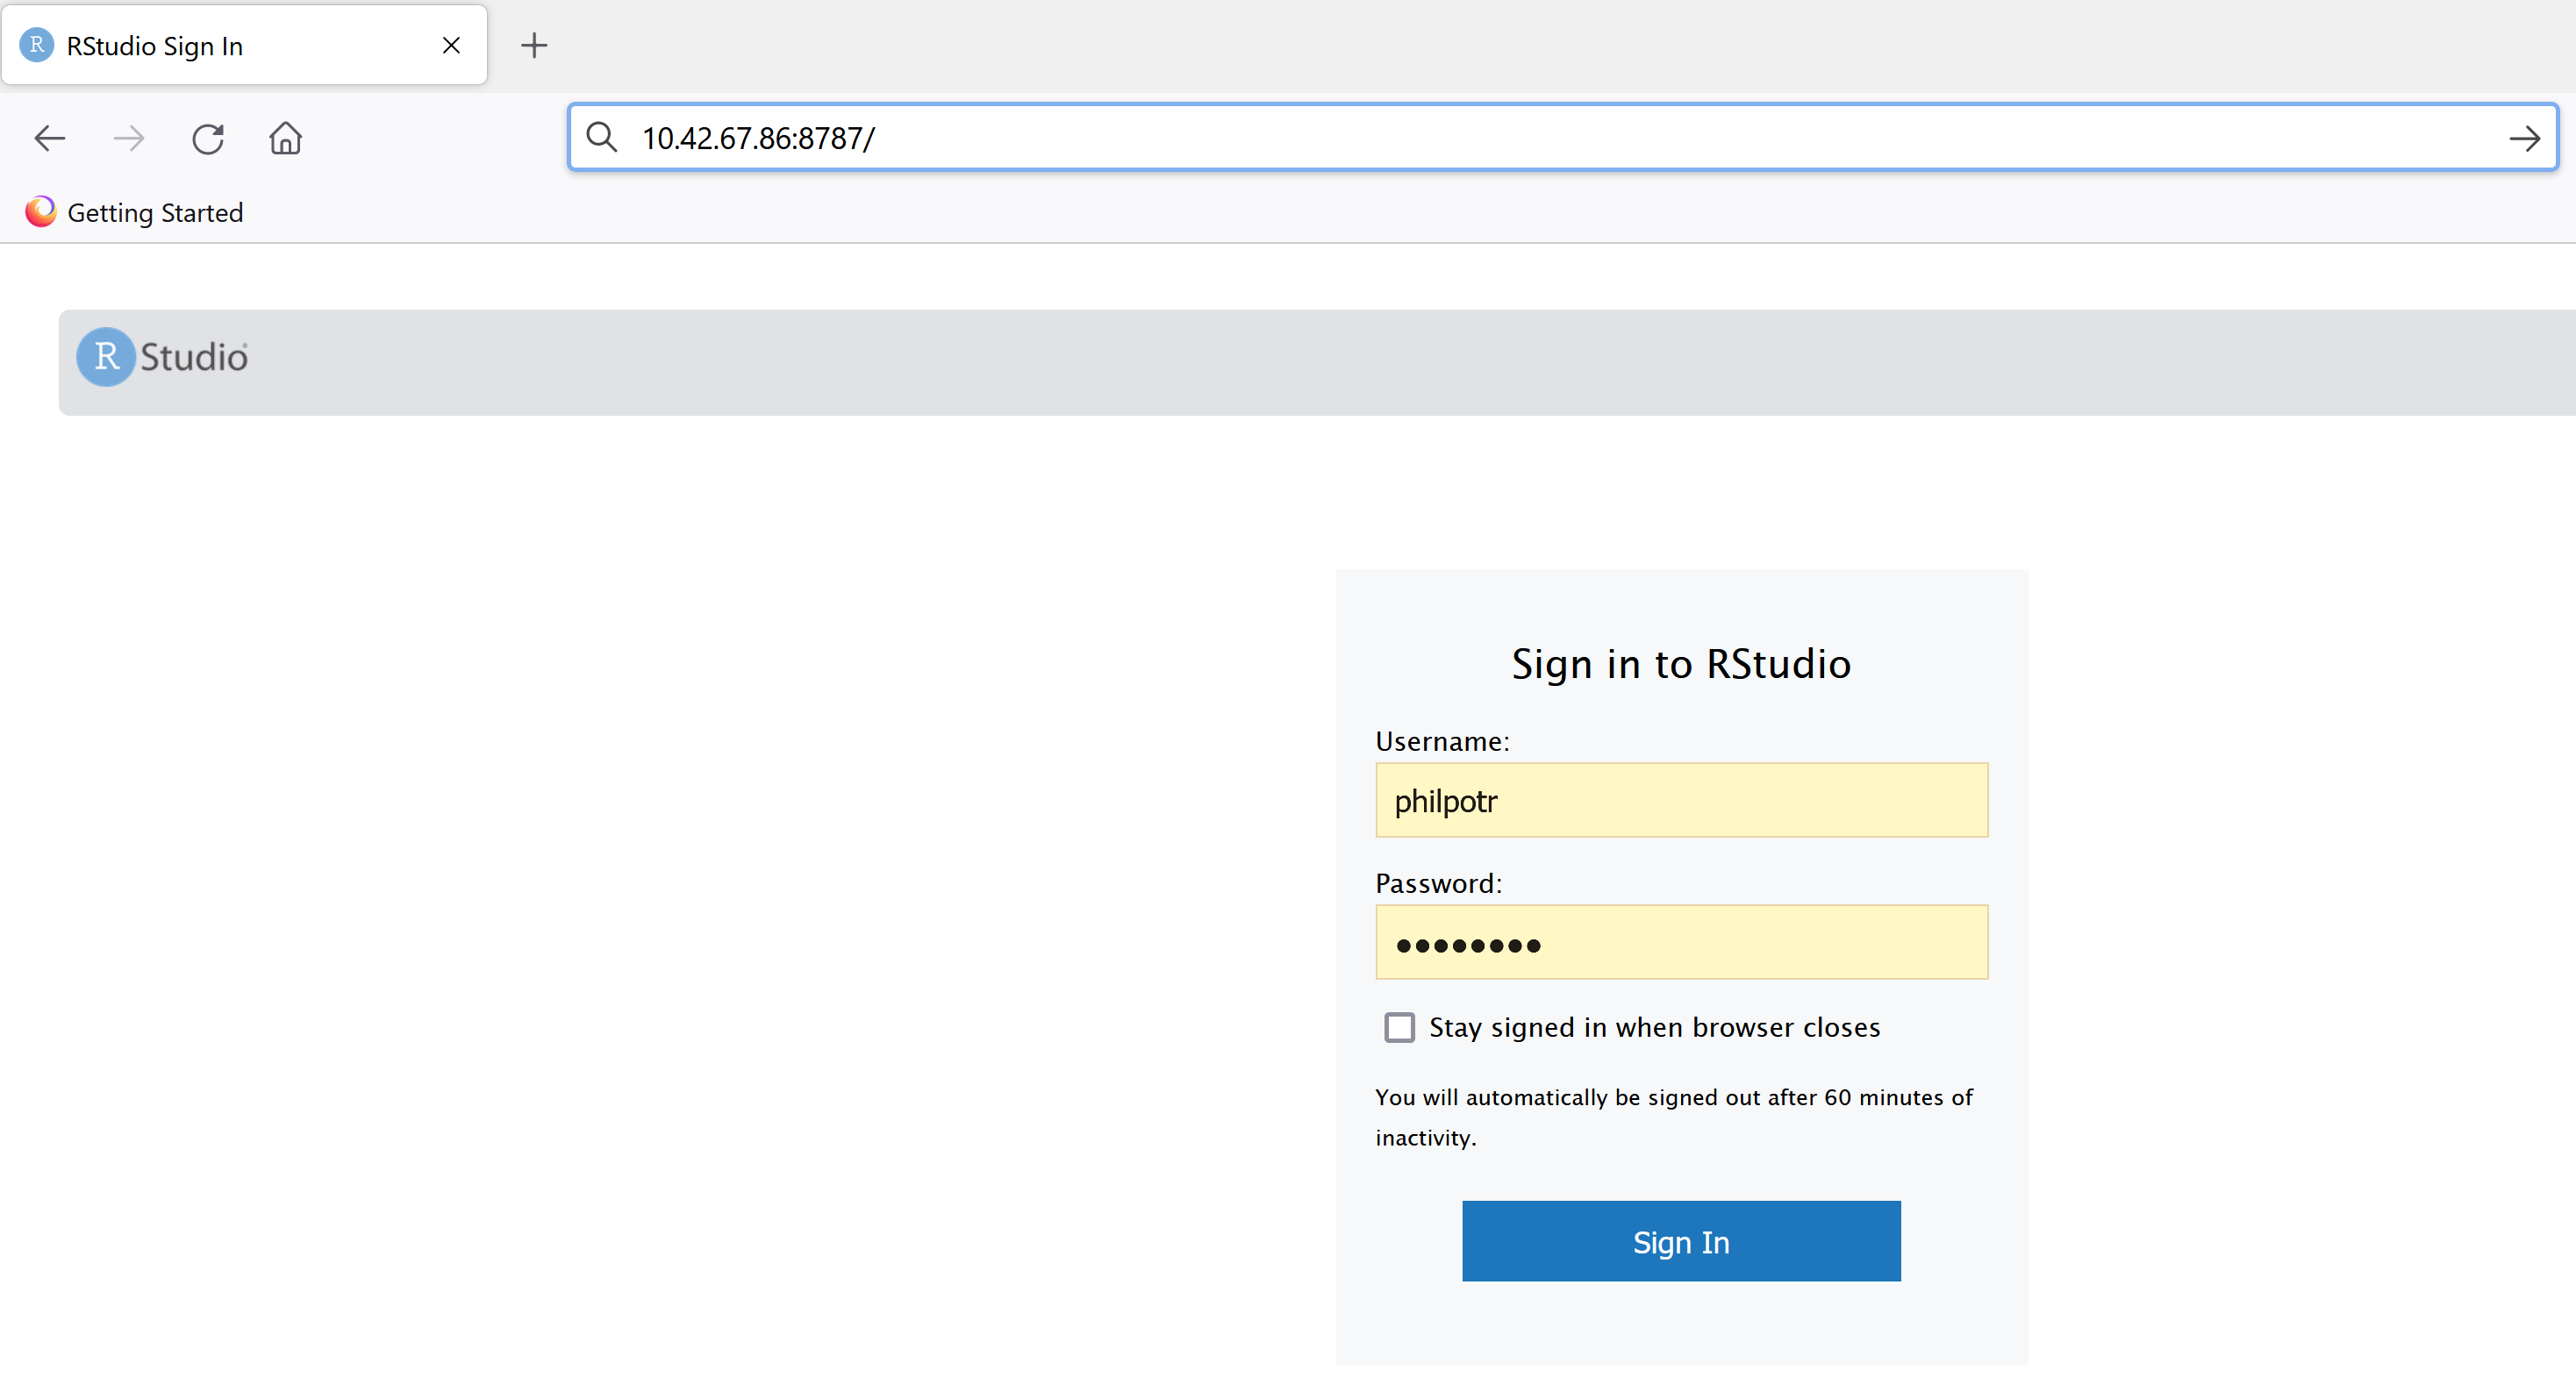 RStudio Sign In
10.42.67.86:8787/
Getting Started
R Studio
Sign in to RStudio
Username:
philpotr
Password:
••••••••
Stay signed in when browser closes
You will automatically be signed out after 60 minutes of
inactivity.
Sign In